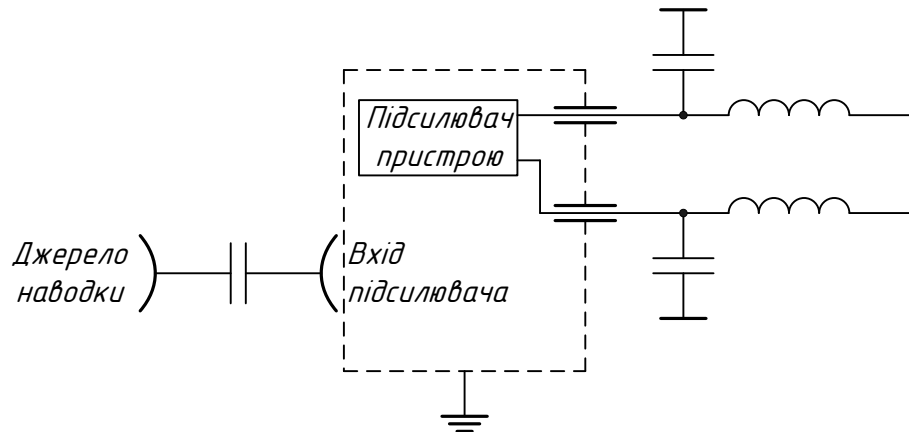 Підсилювач
пристрою
Джерело
наводки
Вхід
підсилювача